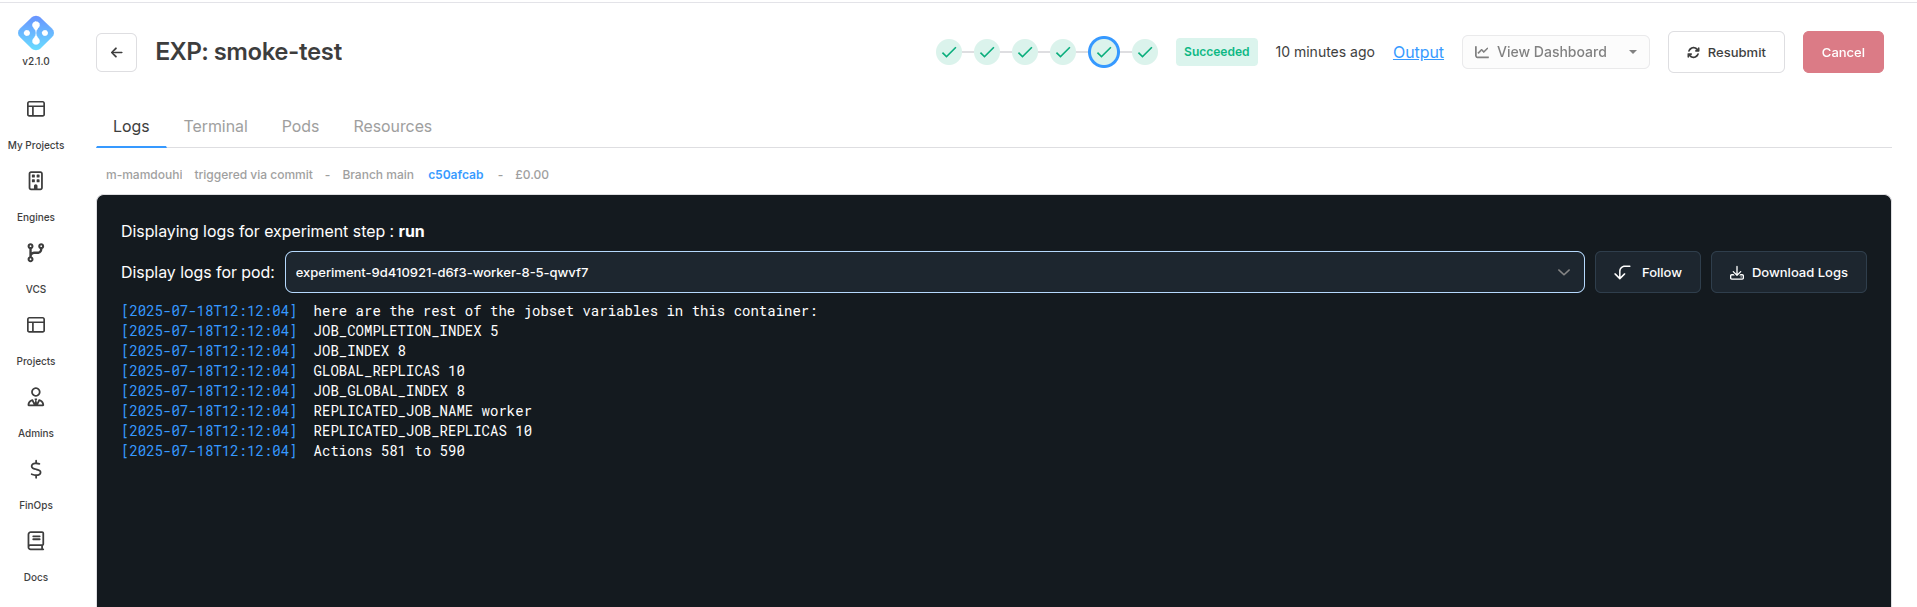 v2.1.0
My Projects
Engines
VCS
Projects
Admins
FinOps
Docs
EXP: smoke-test
Succeeded 10 minutes ago Output View Dashboard Resubmit Cancel
Logs Terminal Pods Resources
m-mamdouhi triggered via commit - Branch main c50afcab - £0.00
Displaying logs for experiment step : run
Display logs for pod: experiment-9d410921-d6f3-worker-8-5-qwvf7 Follow Download Logs
[2025-07-18T12:12:04] here are the rest of the jobset variables in this container:
[2025-07-18T12:12:04] JOB_COMPLETION_INDEX 5
[2025-07-18T12:12:04] JOB_INDEX 8
[2025-07-18T12:12:04] GLOBAL_REPLICAS 10
[2025-07-18T12:12:04] JOB_GLOBAL_INDEX 8
[2025-07-18T12:12:04] REPLICATED_JOB_NAME worker
[2025-07-18T12:12:04] REPLICATED_JOB_REPLICAS 10
[2025-07-18T12:12:04] Actions 581 to 590